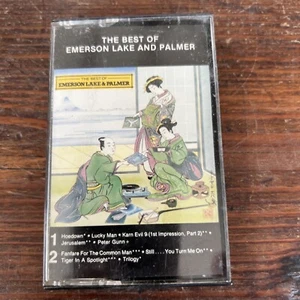 THE BEST OF
EMERSON LAKE AND PALMER
THE BEST OF
EMERSON LAKE & PALMER
1 Hoedown* • Lucky Man • Karn Evil 9 (1st Impression, Part 2)**
Jerusalem** • Peter Gunn+
2 Fanfare For The Common Man*** • Still.... You Turn Me On**
Tiger In A Spotlight*** • Trilogy*